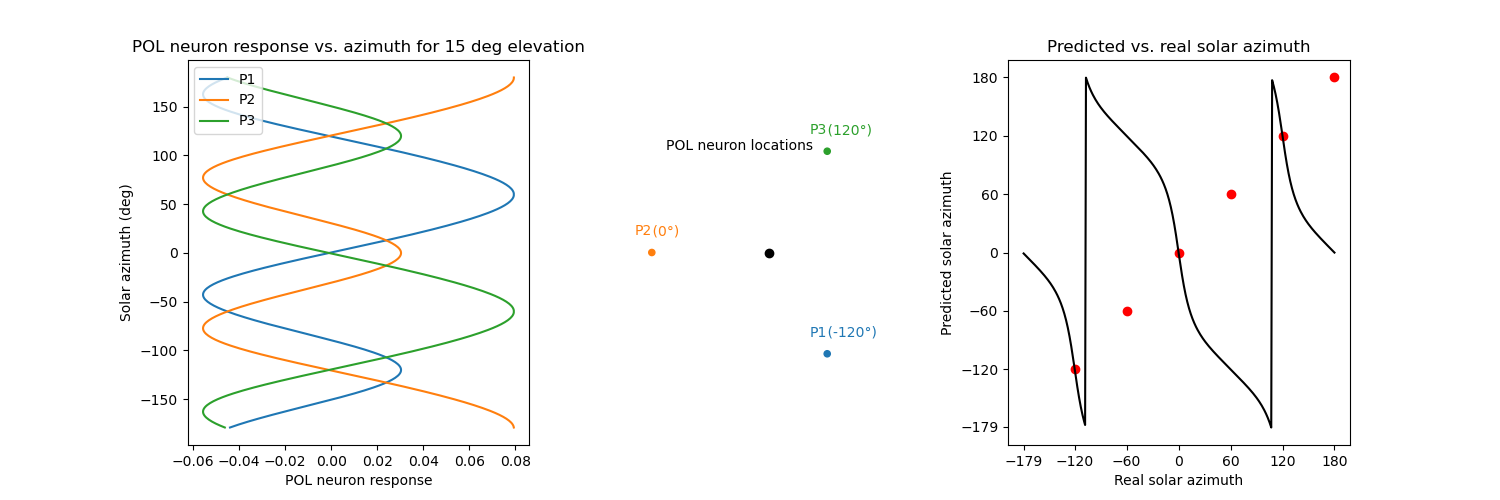 POL neuron response vs. azimuth for 15 deg elevation
P1
P2
P3
150
100
50
0
−50
−100
−150
Solar azimuth (deg)
−0.06 −0.04 −0.02 0.00 0.02 0.04 0.06 0.08
POL neuron response
P3(120°)
POL neuron locations
P2(0°)
P1(-120°)
Predicted vs. real solar azimuth
180
120
60
0
−60
−120
−179
Predicted solar azimuth
−179 −120 −60 0 60 120 180
Real solar azimuth